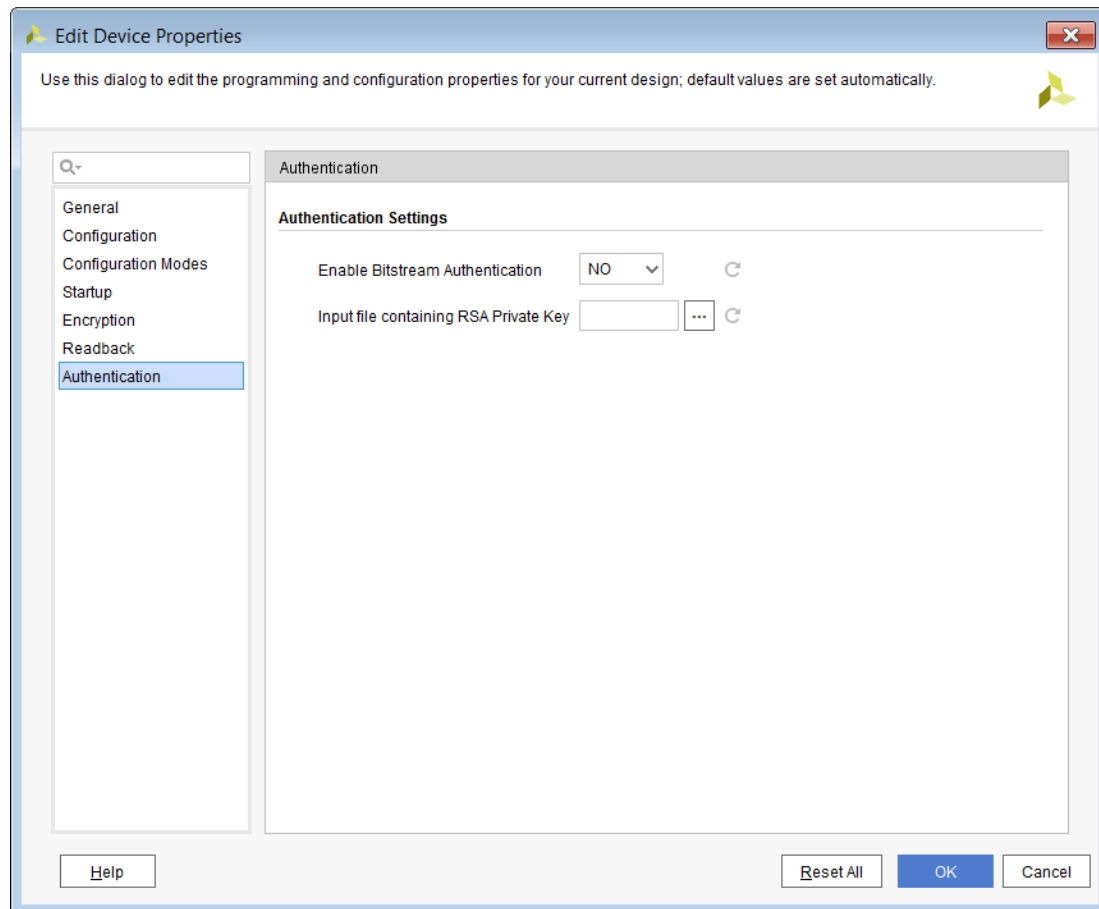 Edit Device Properties
Use this dialog to edit the programming and configuration properties for your current design; default values are set automatically.
General
Configuration
Configuration Modes
Startup
Encryption
Readback
Authentication
Authentication
Authentication Settings
Enable Bitstream Authentication NO
Input file containing RSA Private Key ...
Help Reset All OK Cancel